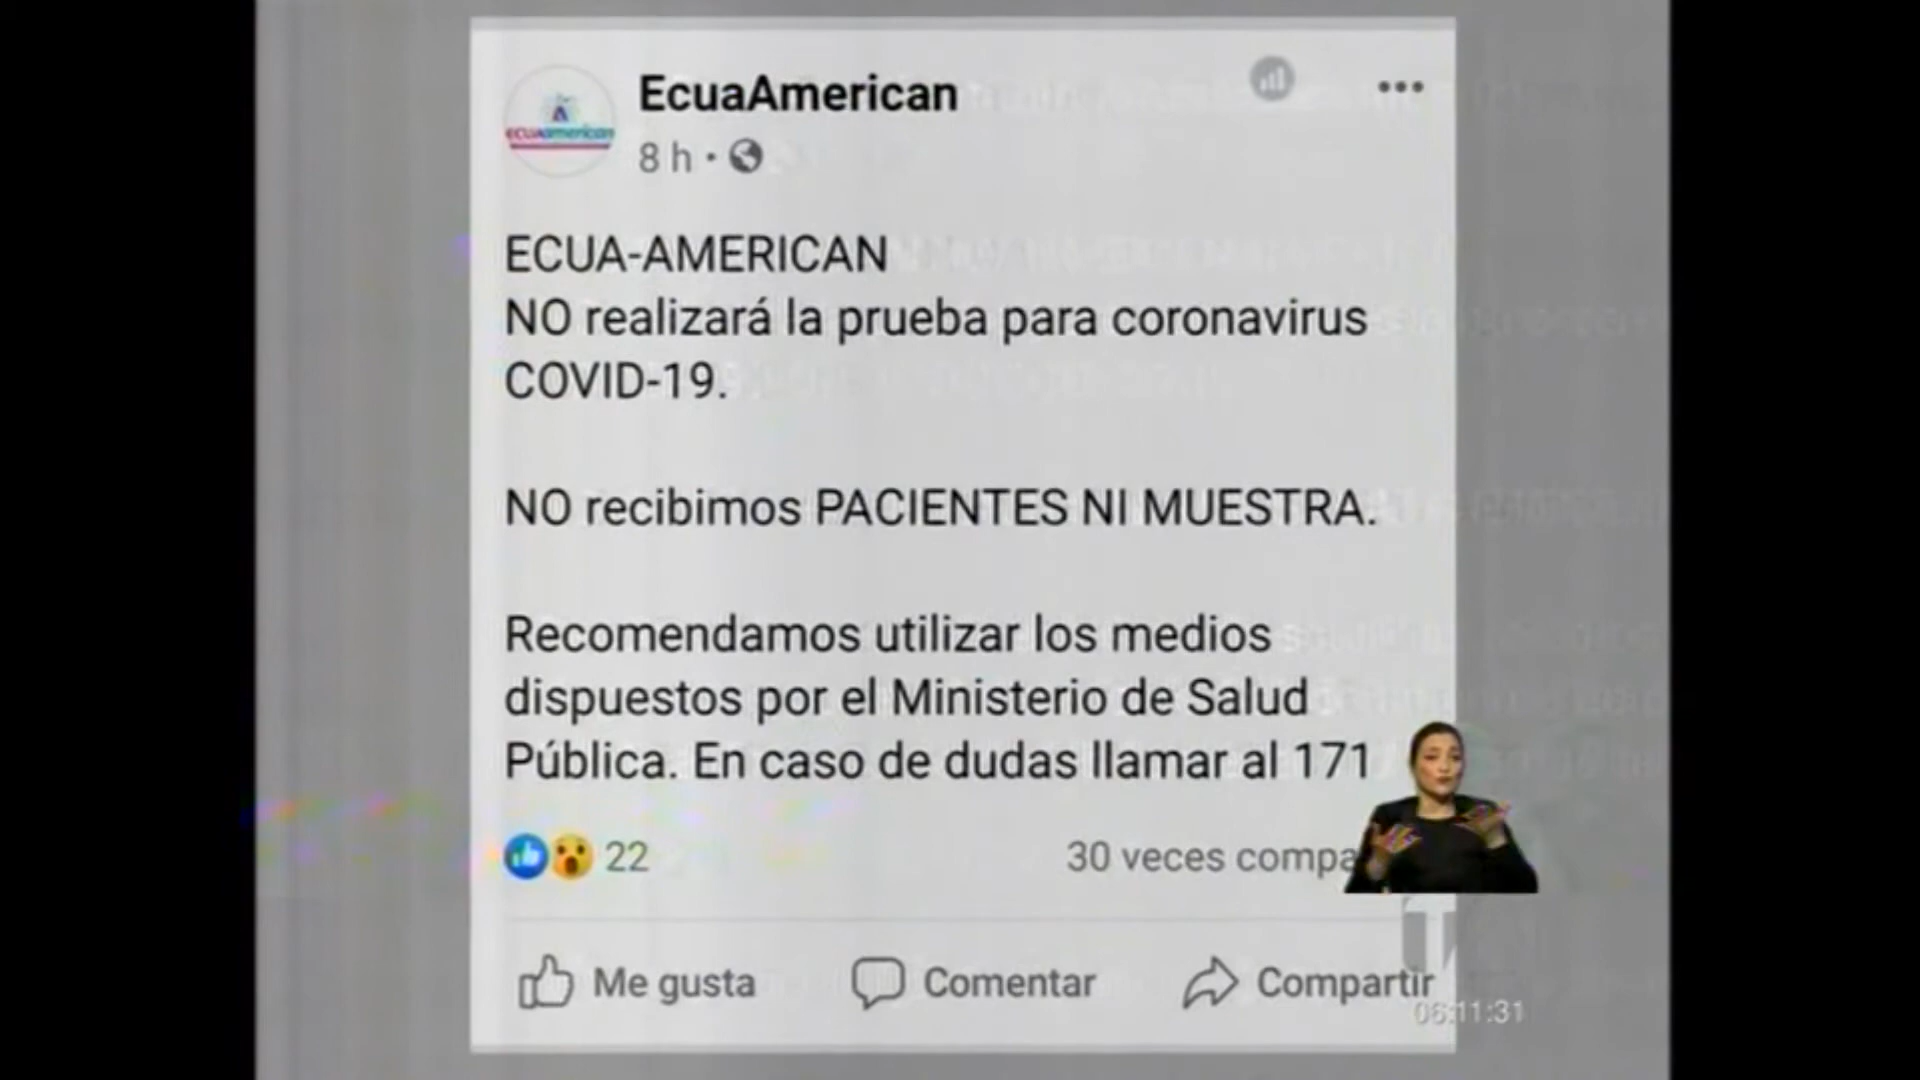 EcuaAmerican
ecuamerican
8 h
ECUA-AMERICAN
NO realizará la prueba para coronavirus
COVID-19.
NO recibimos PACIENTES NI MUESTRA.
Recomendamos utilizar los medios
dispuestos por el Ministerio de Salud
Pública. En caso de dudas llamar al 171
22
30 veces compa
Me gusta
Comentar
Compartir
T
06:11:31